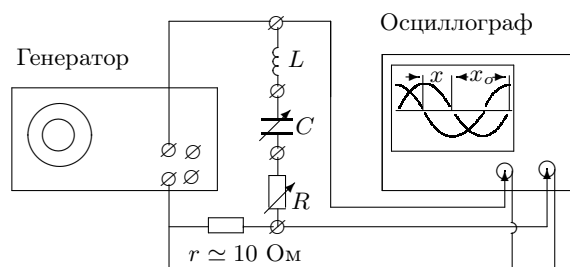 Осциллограф
Генератор
L
x x₀
C
R
r ≃ 10 Ом